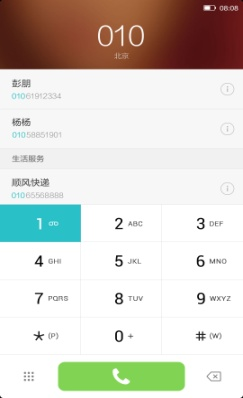 08:08
010
北京
彭朋
01061912334
杨杨
01058851901
生活服务
顺风快递
01065568888
1
2 ABC
3 DEF
4 GHI
5 JKL
6 MNO
7 PQRS
8 TUV
9 WXYZ
* (P)
0 +
# (W)